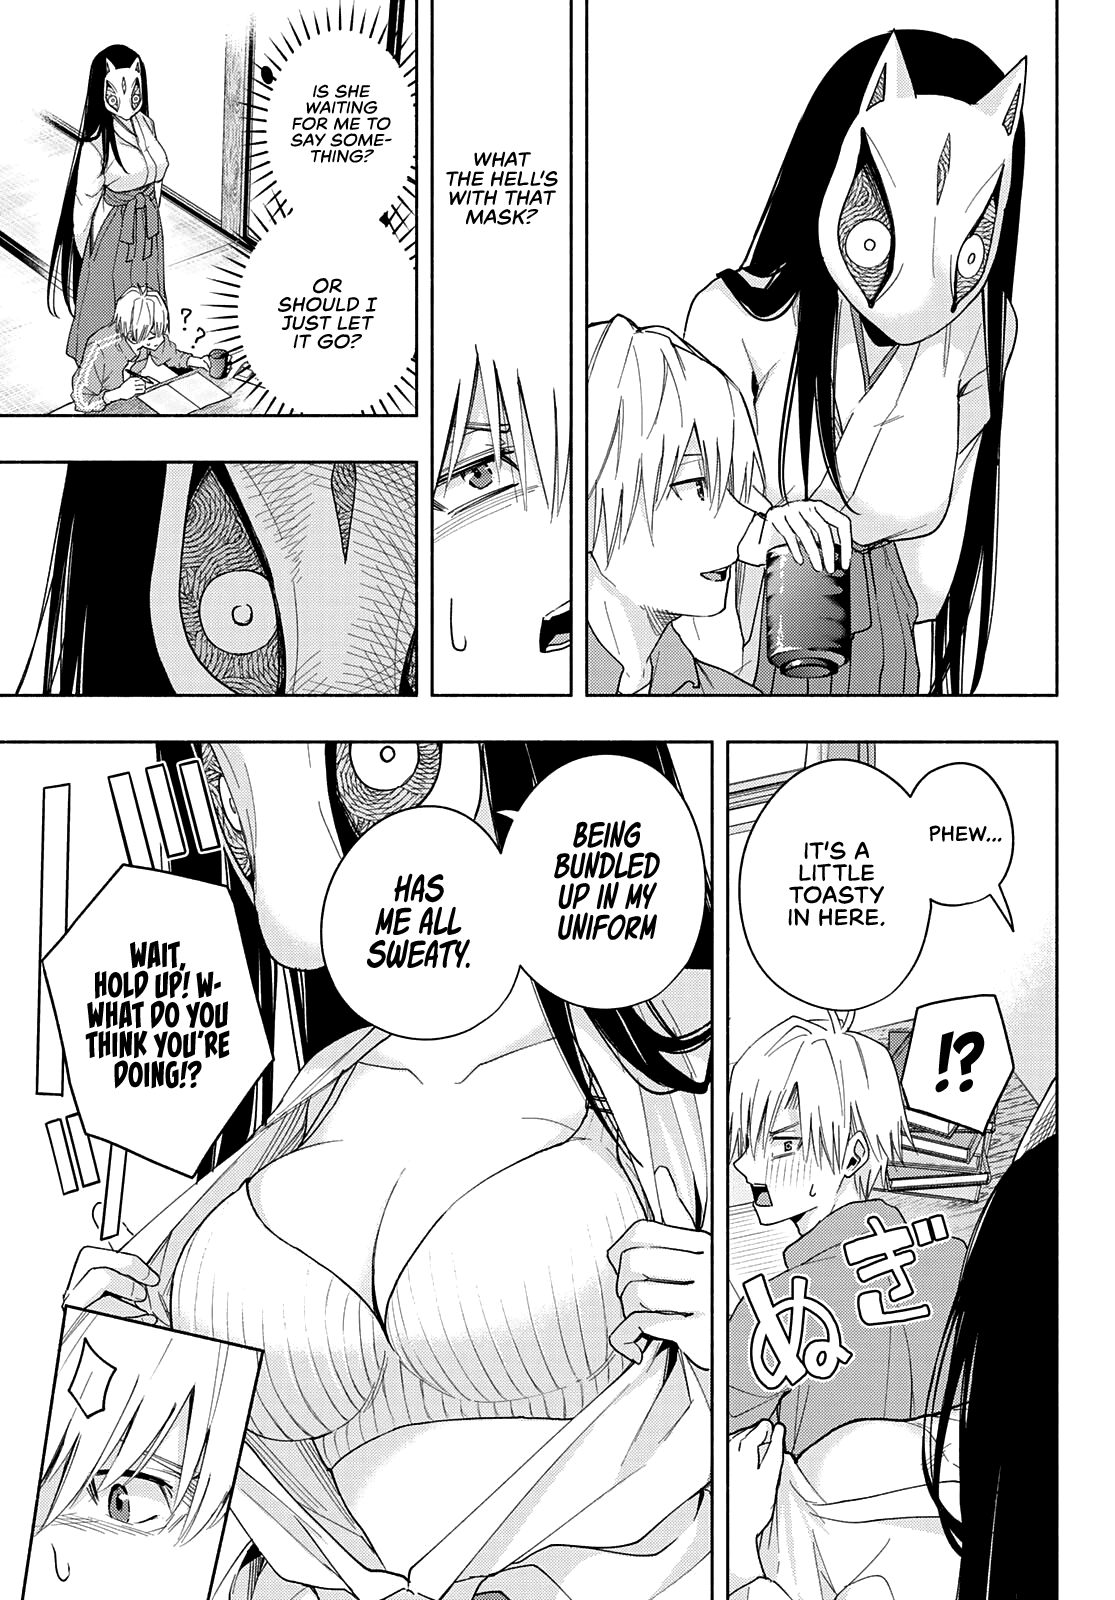 WHAT
THE HELL'S
WITH THAT
MASK?
IS SHE
WAITING
FOR ME TO
SAY SOME-
THING?
OR
SHOULD I
JUST LET
IT GO?
?
?
PHEW...
IT'S A
LITTLE
TOASTY
IN HERE.
!?
ぬぎ
BEING
BUNDLED
UP IN MY
UNIFORM
HAS
ME ALL
SWEATY.
WAIT,
HOLD UP! W-
WHAT DO YOU
THINK YOU'RE
DOING!?